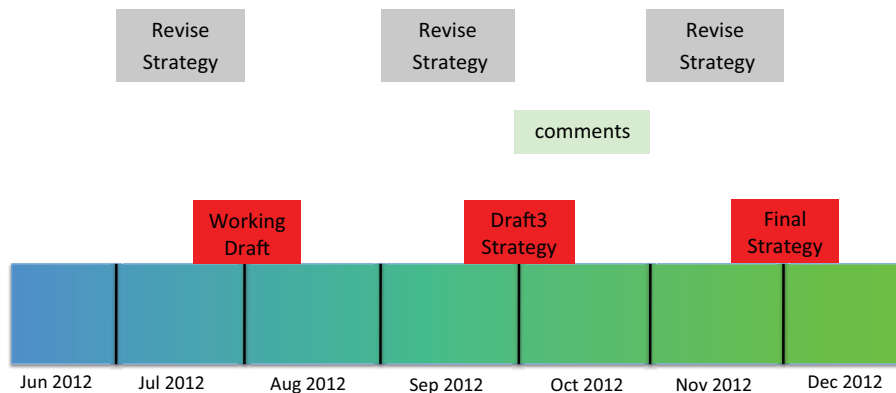 Revise
Strategy
Revise
Strategy
Revise
Strategy
comments
Working
Draft
Draft3
Strategy
Final
Strategy
Jun 2012
Jul 2012
Aug 2012
Sep 2012
Oct 2012
Nov 2012
Dec 2012